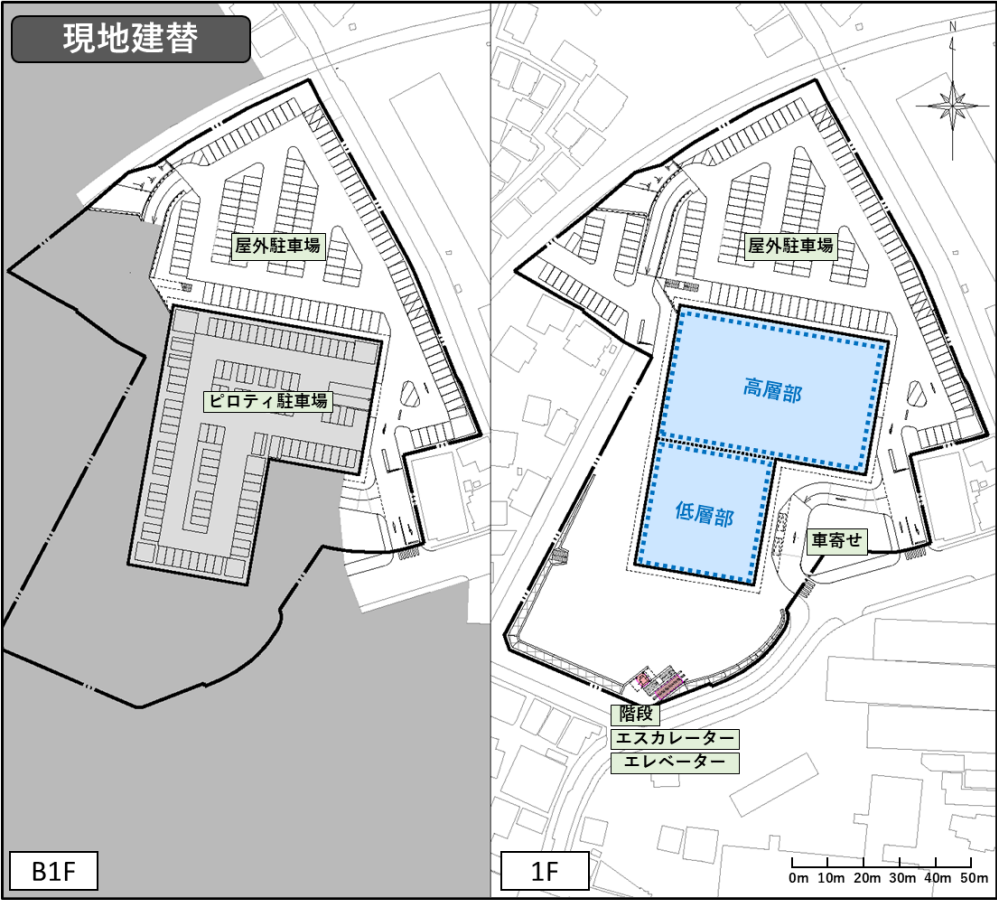 現地建替
N
屋外駐車場
屋外駐車場
ピロティ駐車場
高層部
低層部
車寄せ
階段
エスカレーター
エレベーター
B1F
1F
0m 10m 20m 30m 40m 50m